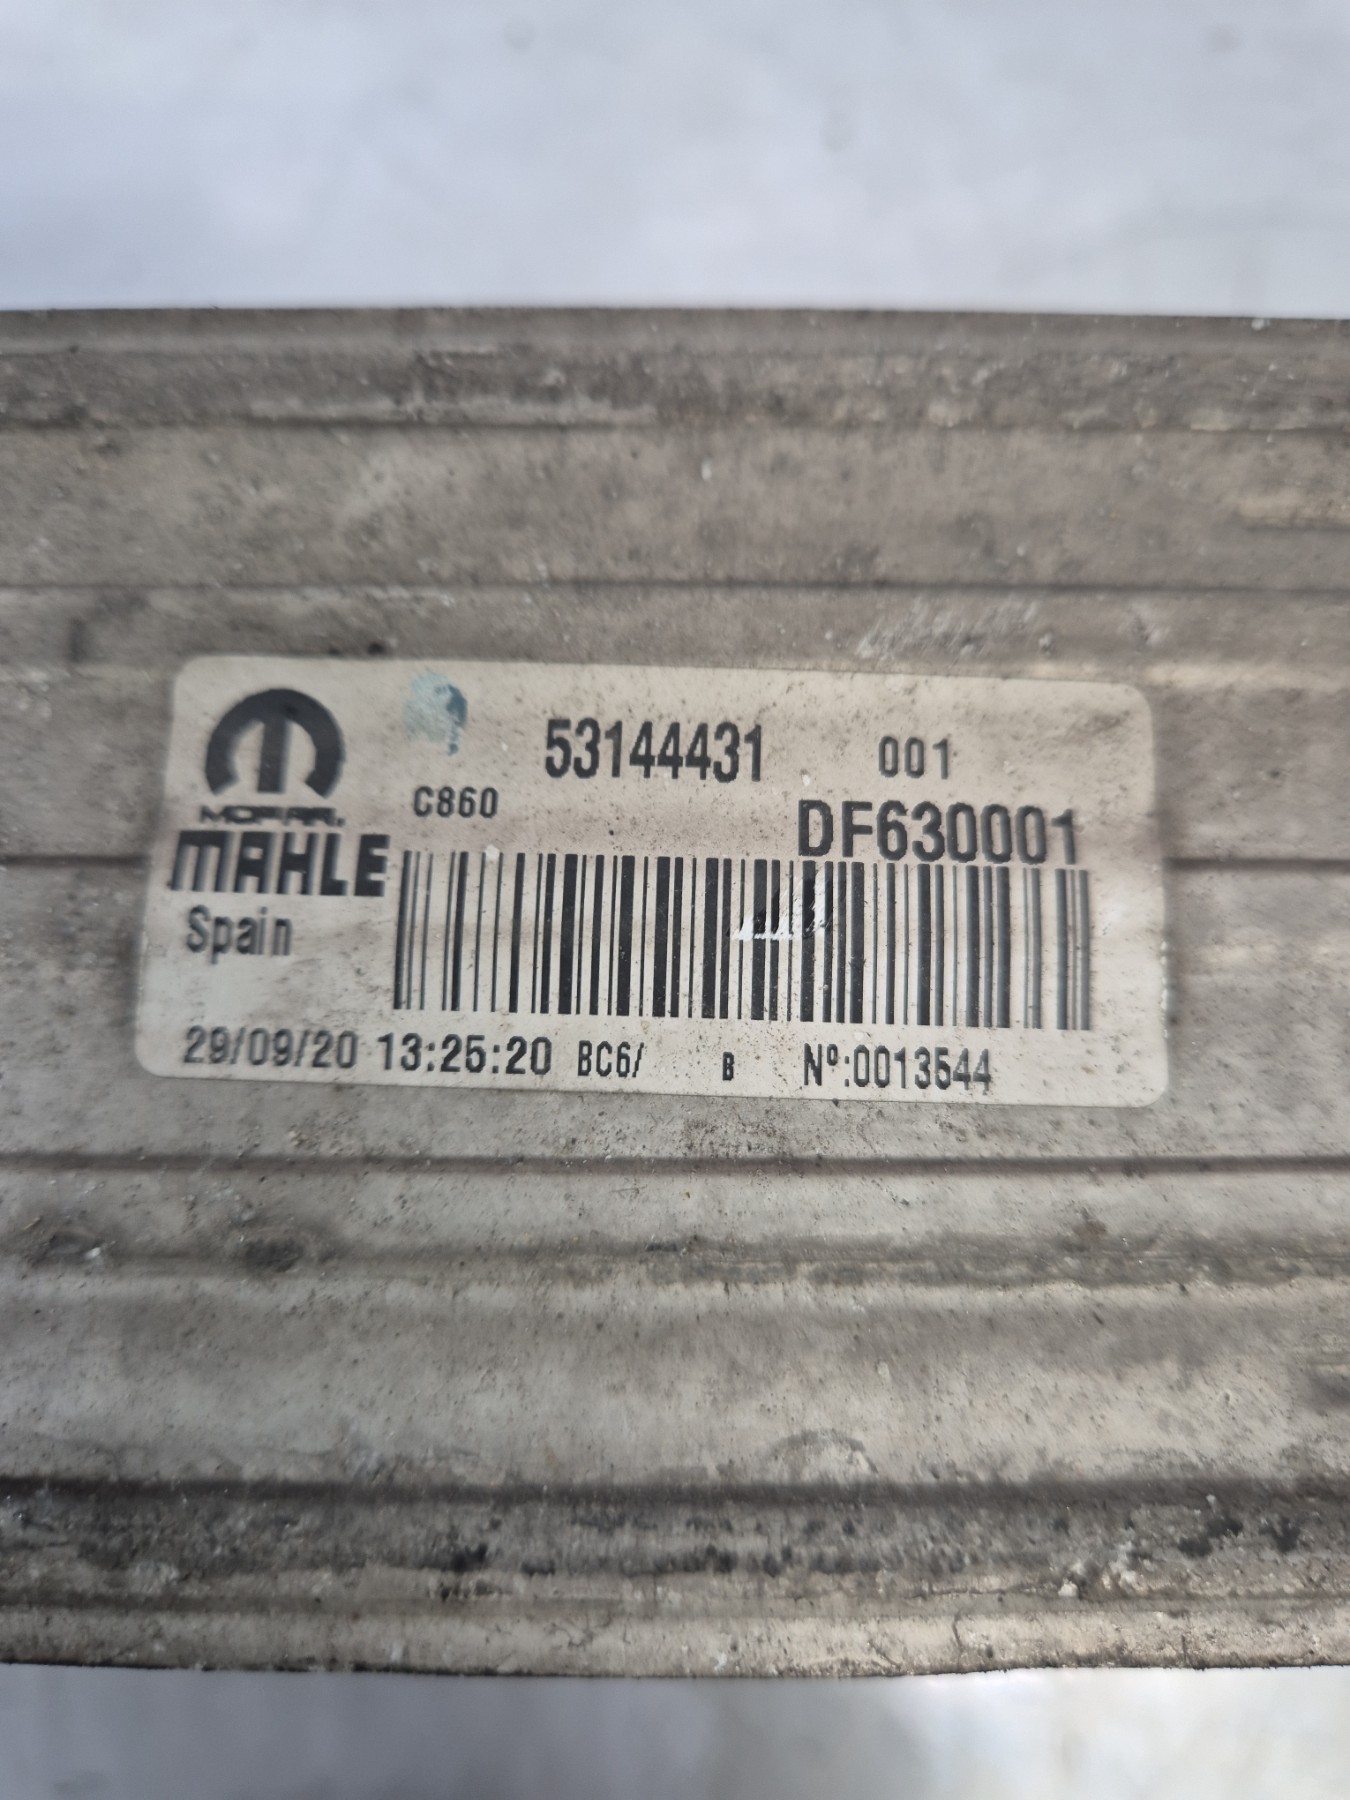 53144431 001
C860
MOPAR.
DF630001
MAHLE
Spain
29/09/20 13:25:20 BC6/ B Nº:0013544